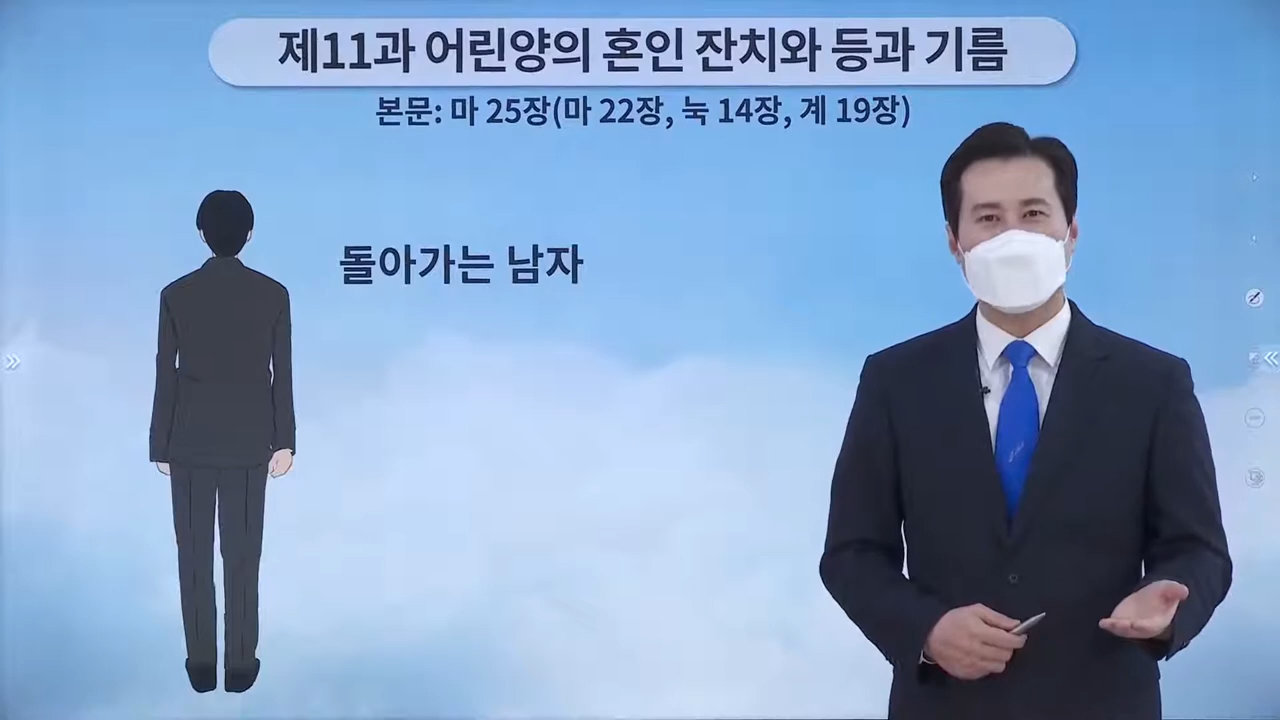 제11과 어린양의 혼인 잔치와 등과 기름
본문: 마 25장(마 22장, 눅 14장, 계 19장)
돌아가는 남자